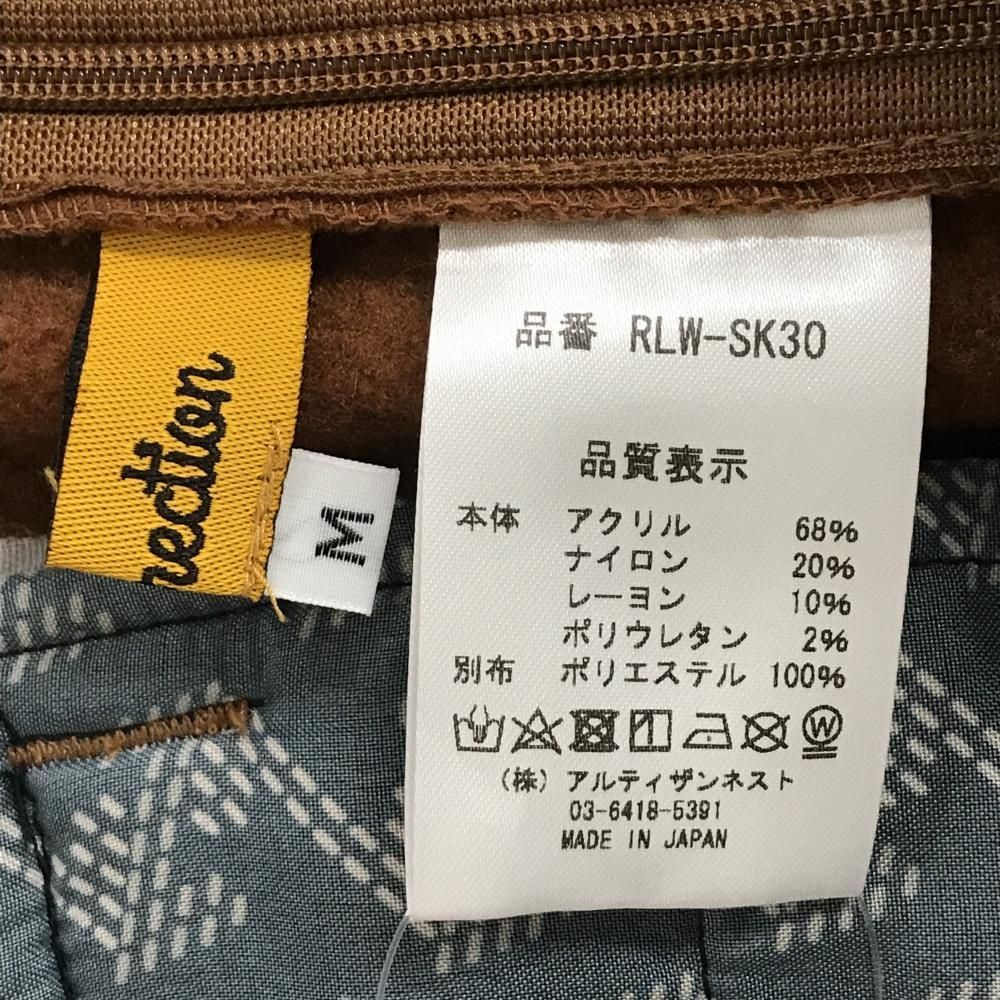 品番 RLW-SK30
品質表示
本体 アクリル 68%
ナイロン 20%
レーヨン 10%
ポリウレタン 2%
別布 ポリエステル 100%
W
(株) アルティザンネスト
03-6418-5391
MADE IN JAPAN
M